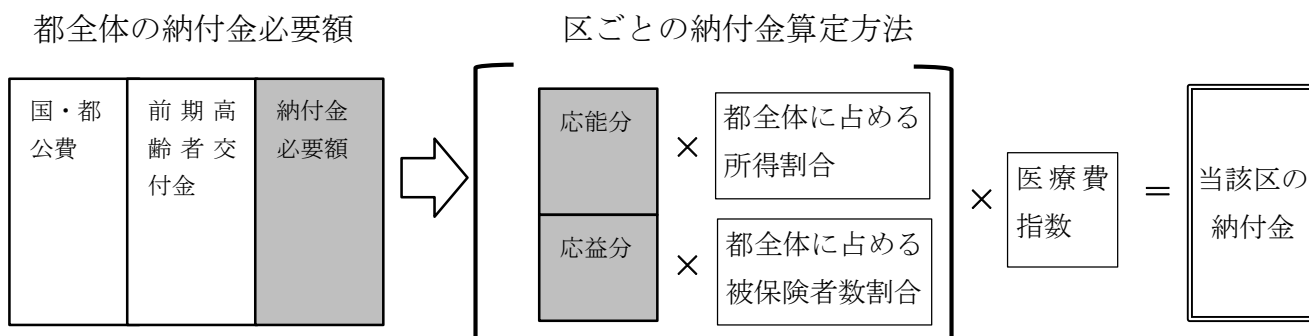 都全体の納付金必要額
区ごとの納付金算定方法
国・都
公費
前期高
齢者交
付金
納付金
必要額
応能分
×
都全体に占める
所得割合
応益分
×
都全体に占める
被保険者数割合
×
医療費
指数
＝
当該区の
納付金